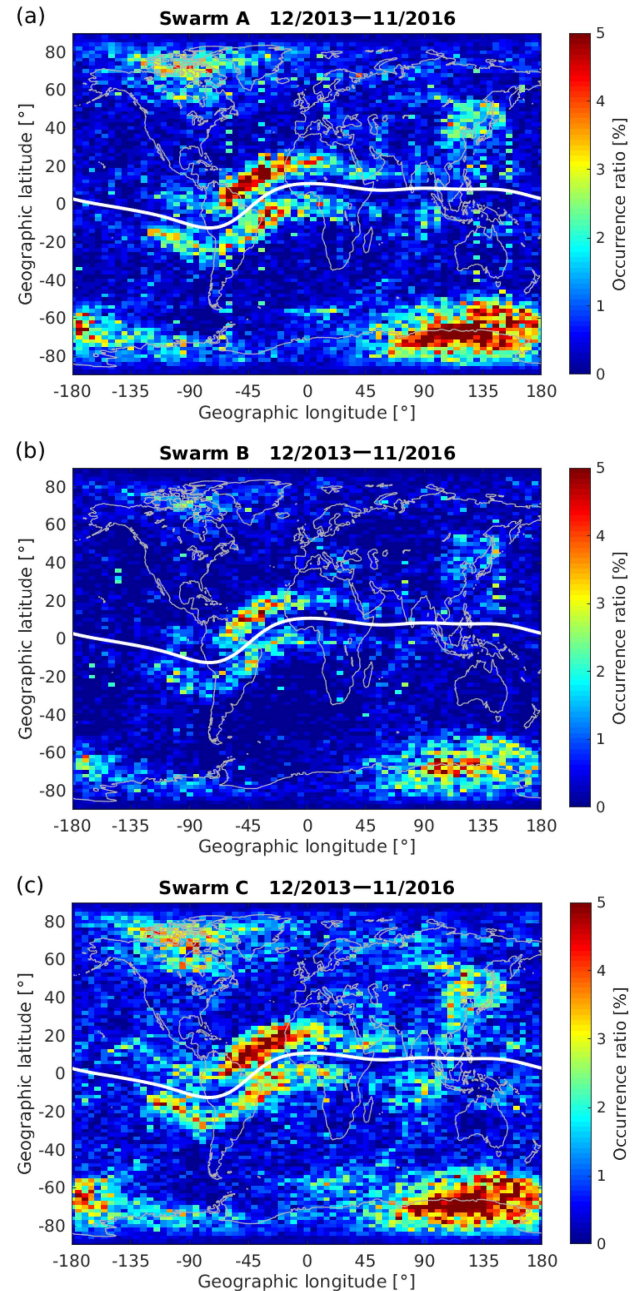 (a)
Swarm A 12/2013—11/2016
Geographic latitude [°]
80
60
40
20
0
-20
-40
-60
-80
-180 -135 -90 -45 0 45 90 135 180
Geographic longitude [°]
5
4
3
2
1
0
Occurrence ratio [%]
(b)
Swarm B 12/2013—11/2016
Geographic latitude [°]
80
60
40
20
0
-20
-40
-60
-80
-180 -135 -90 -45 0 45 90 135 180
Geographic longitude [°]
5
4
3
2
1
0
Occurrence ratio [%]
(c)
Swarm C 12/2013—11/2016
Geographic latitude [°]
80
60
40
20
0
-20
-40
-60
-80
-180 -135 -90 -45 0 45 90 135 180
Geographic longitude [°]
5
4
3
2
1
0
Occurrence ratio [%]